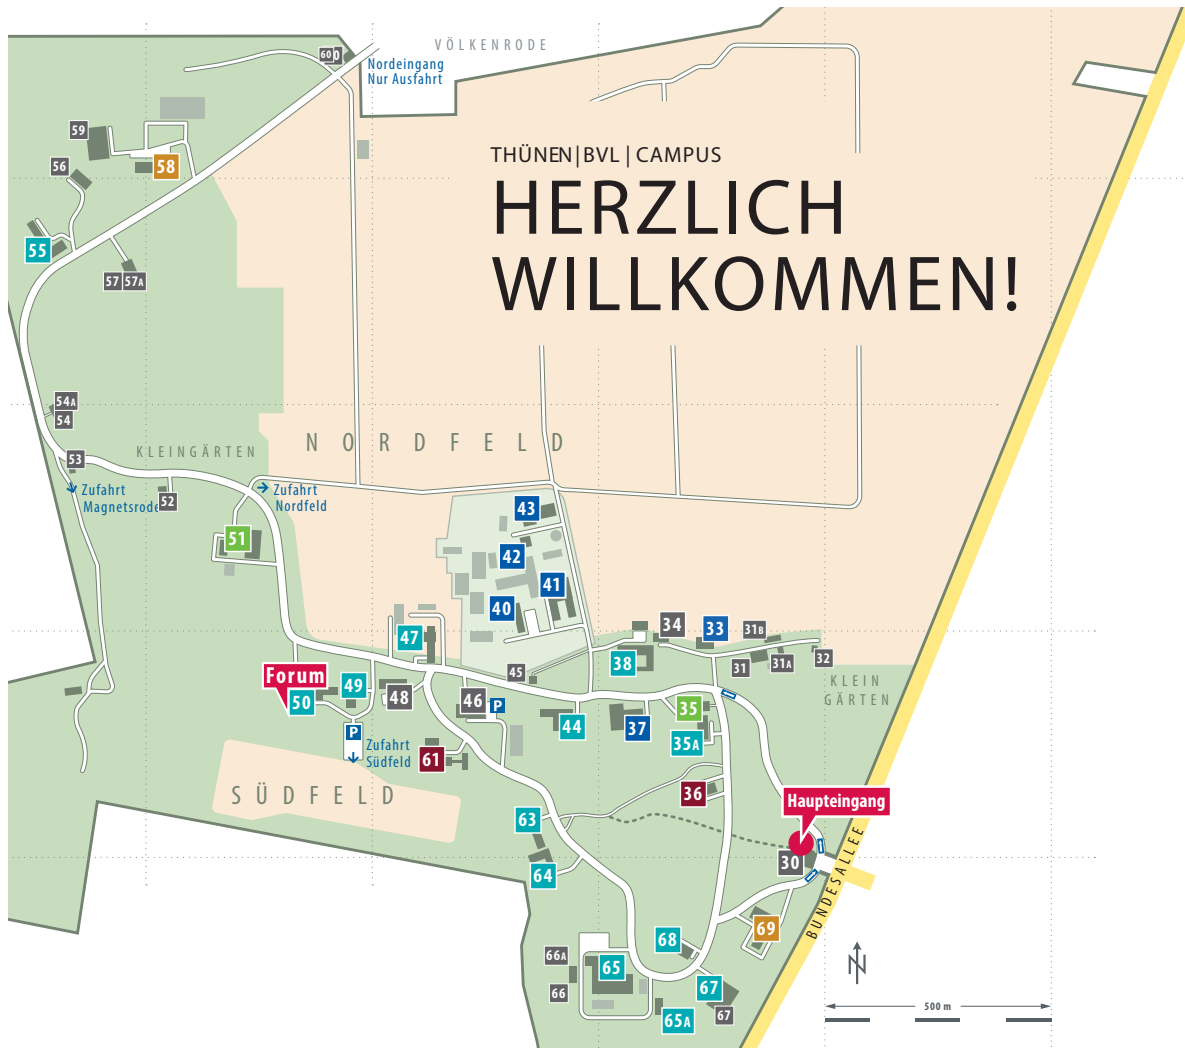 VÖLKENRODE
60
0
Nordeingang
Nur Ausfahrt
59
56
58
THÜNEN|BVL | CAMPUS
HERZLICH
WILLKOMMEN!
55
57
57A
54A
54
53
KLEINGÄRTEN
NORDFELD
Zufahrt
Magnetsrode
52
Zufahrt
Nordfeld
51
43
42
41
40
47
34
33
31B
38
31
31A
32
45
KLEIN
GÄRTEN
Forum
50
49
48
46
P
44
37
35
35A
P
Zufahrt
Südfeld
61
SÜDFELD
36
Haupteingang
63
30
64
BUNDESALLEE
69
68
66A
65
66
67
67
65A
N
500 m